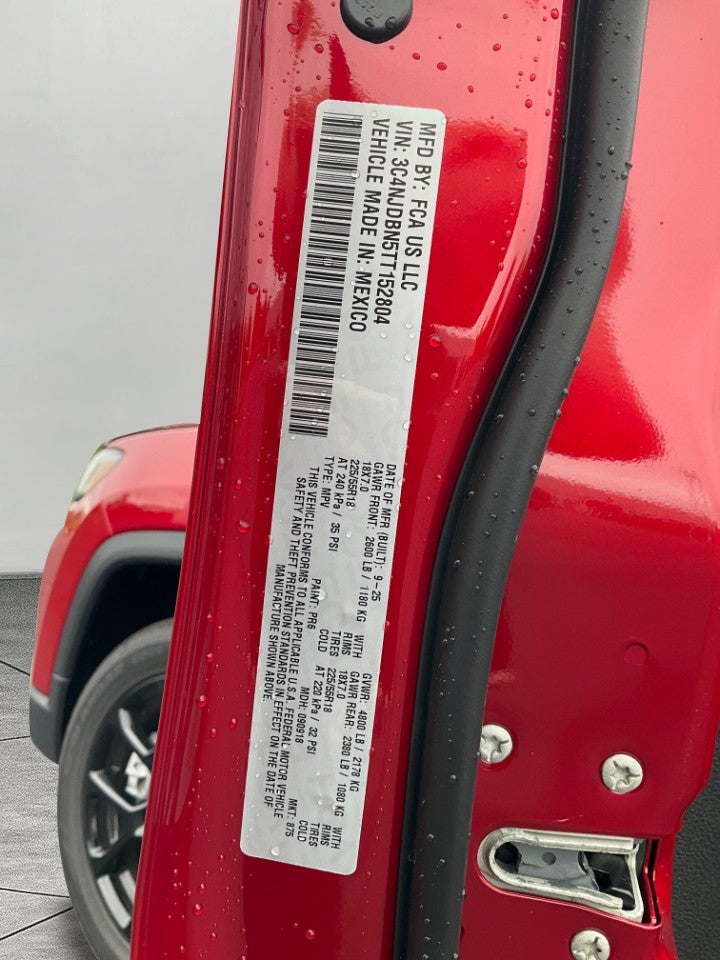 MFD BY: FCA US LLC
VIN: 3C4NJDBN5TT152804
VEHICLE MADE IN: MEXICO
DATE OF MFR (BUILT): 9-25 GVWR: 4800 LB / 2178 KG
GAWR FRONT: 2600 LB / 1180 KG WITH GAWR REAR: 2380 LB / 1080 KG WITH
18X7.0 RIMS 18X7.0 RIMS
225/55R18 TIRES 225/55R18 TIRES
AT 240 kPa / 35 PSI COLD AT 220 kPa / 32 PSI COLD
TYPE: MPV PAINT: PR6 MDH: 090918 MKT: 875
THIS VEHICLE CONFORMS TO ALL APPLICABLE U.S.A. FEDERAL MOTOR VEHICLE
SAFETY AND THEFT PREVENTION STANDARDS IN EFFECT ON THE DATE OF
MANUFACTURE SHOWN ABOVE.